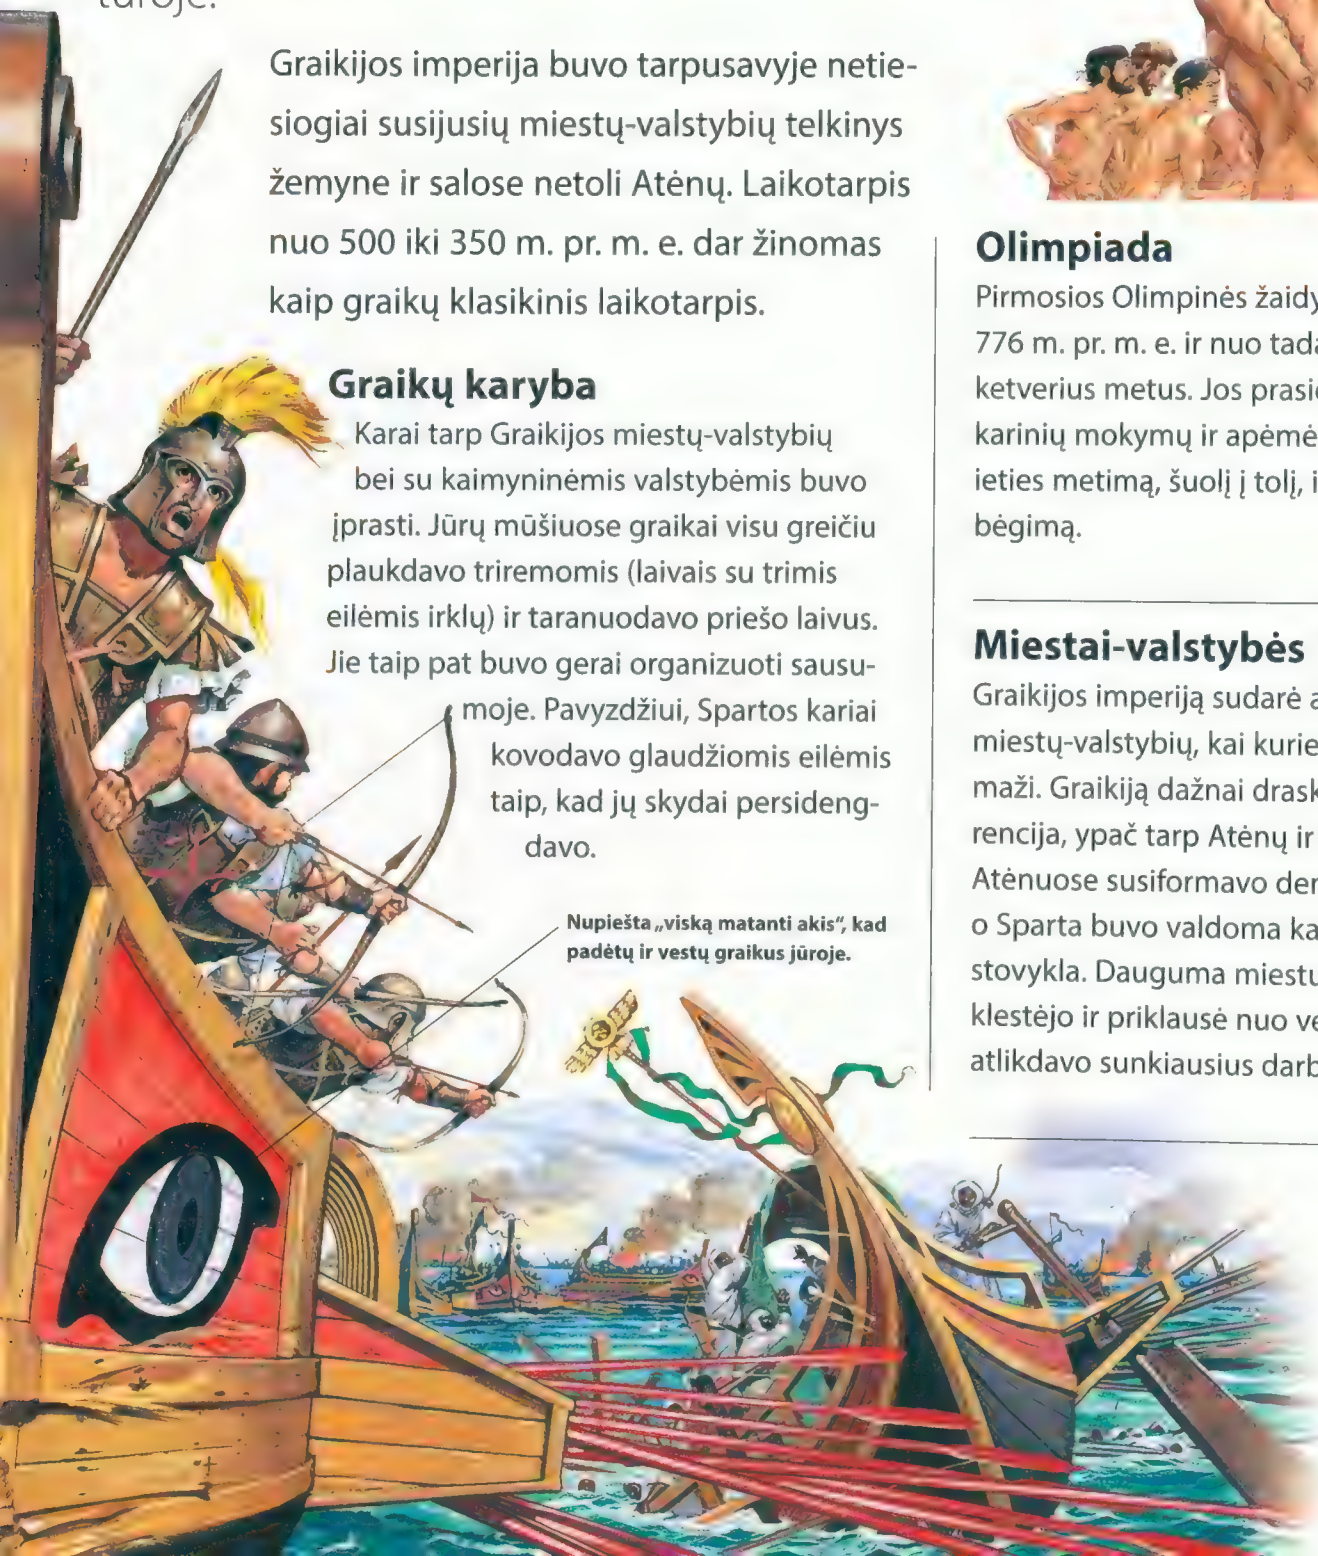 Graikijos imperija buvo tarpusavyje netie-
siogiai susijusių miestų-valstybių telkinys
žemyne ir salose netoli Atėnų. Laikotarpis
nuo 500 iki 350 m. pr. m. e. dar žinomas
kaip graikų klasikinis laikotarpis.
Graikų karyba
Karai tarp Graikijos miestų-valstybių
bei su kaimyninėmis valstybėmis buvo
įprasti. Jūrų mūšiuose graikai visu greičiu
plaukdavo triremomis (laivais su trimis
eilėmis irklų) ir taranuodavo priešo laivus.
Jie taip pat buvo gerai organizuoti sausu-
moje. Pavyzdžiui, Spartos kariai
kovodavo glaudžiomis eilėmis
taip, kad jų skydai persideng-
davo.
Nupiešta „viską matanti akis“, kad
padėtų ir vestų graikus jūroje.
Olimpiada
Pirmosios Olimpinės
776 m. pr. m. e. ir nuo
ketverius metus. Jos
karinių mokymų ir apėmė
ieties metimą, šuolį į tolį,
bėgimą.
Miestai-valstybės
Graikijos imperiją sudarė
miestų-valstybių, kai
maži. Graikiją dažnai
rencija, ypač tarp Atėnų ir
Atėnuose susiformavo
o Sparta buvo valdoma
stovykla. Dauguma
klestėjo ir priklausė nuo
atlikdavo sunkiausius